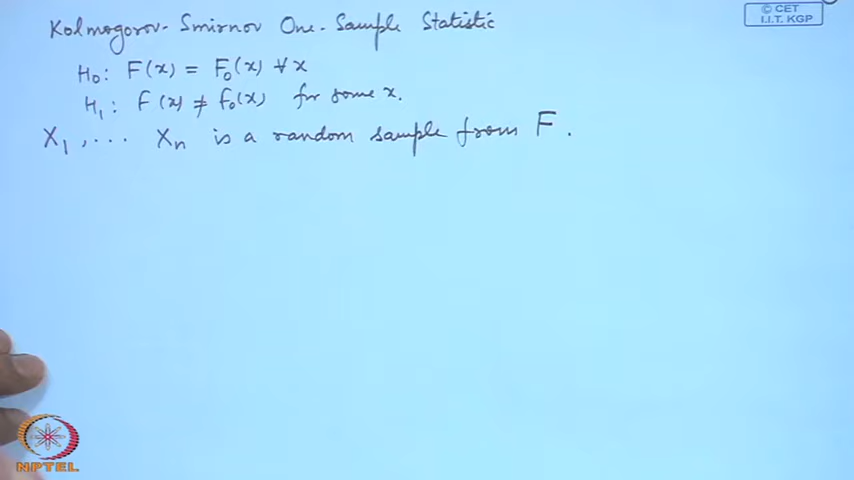 Kolmogorov-Smirnov One-Sample Statistic
© CET
I.I.T. KGP
H₀: F(x) = F₀(x) ∀ x
H₁: F(x) ≠ F₀(x) for some x.
X₁, ... Xₙ is a random sample from F.
NPTEL